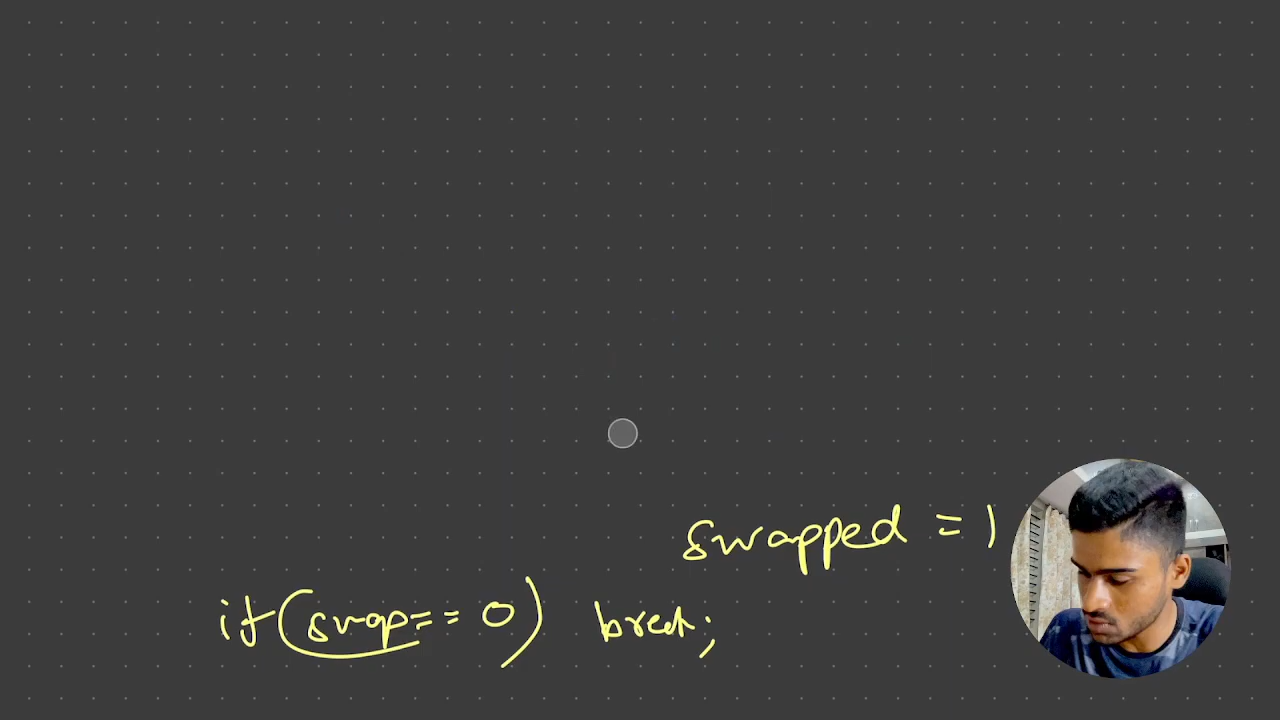 swapped = 1
if(swap== 0) break;